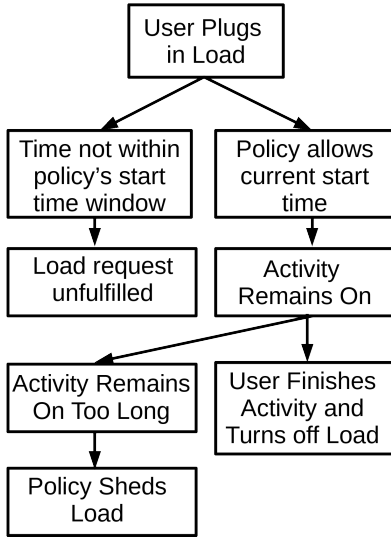 User Plugs
in Load
Time not within
policy's start
time window
Policy allows
current start
time
Load request
unfulfilled
Activity
Remains On
Activity Remains
On Too Long
User Finishes
Activity and
Turns off Load
Policy Sheds
Load